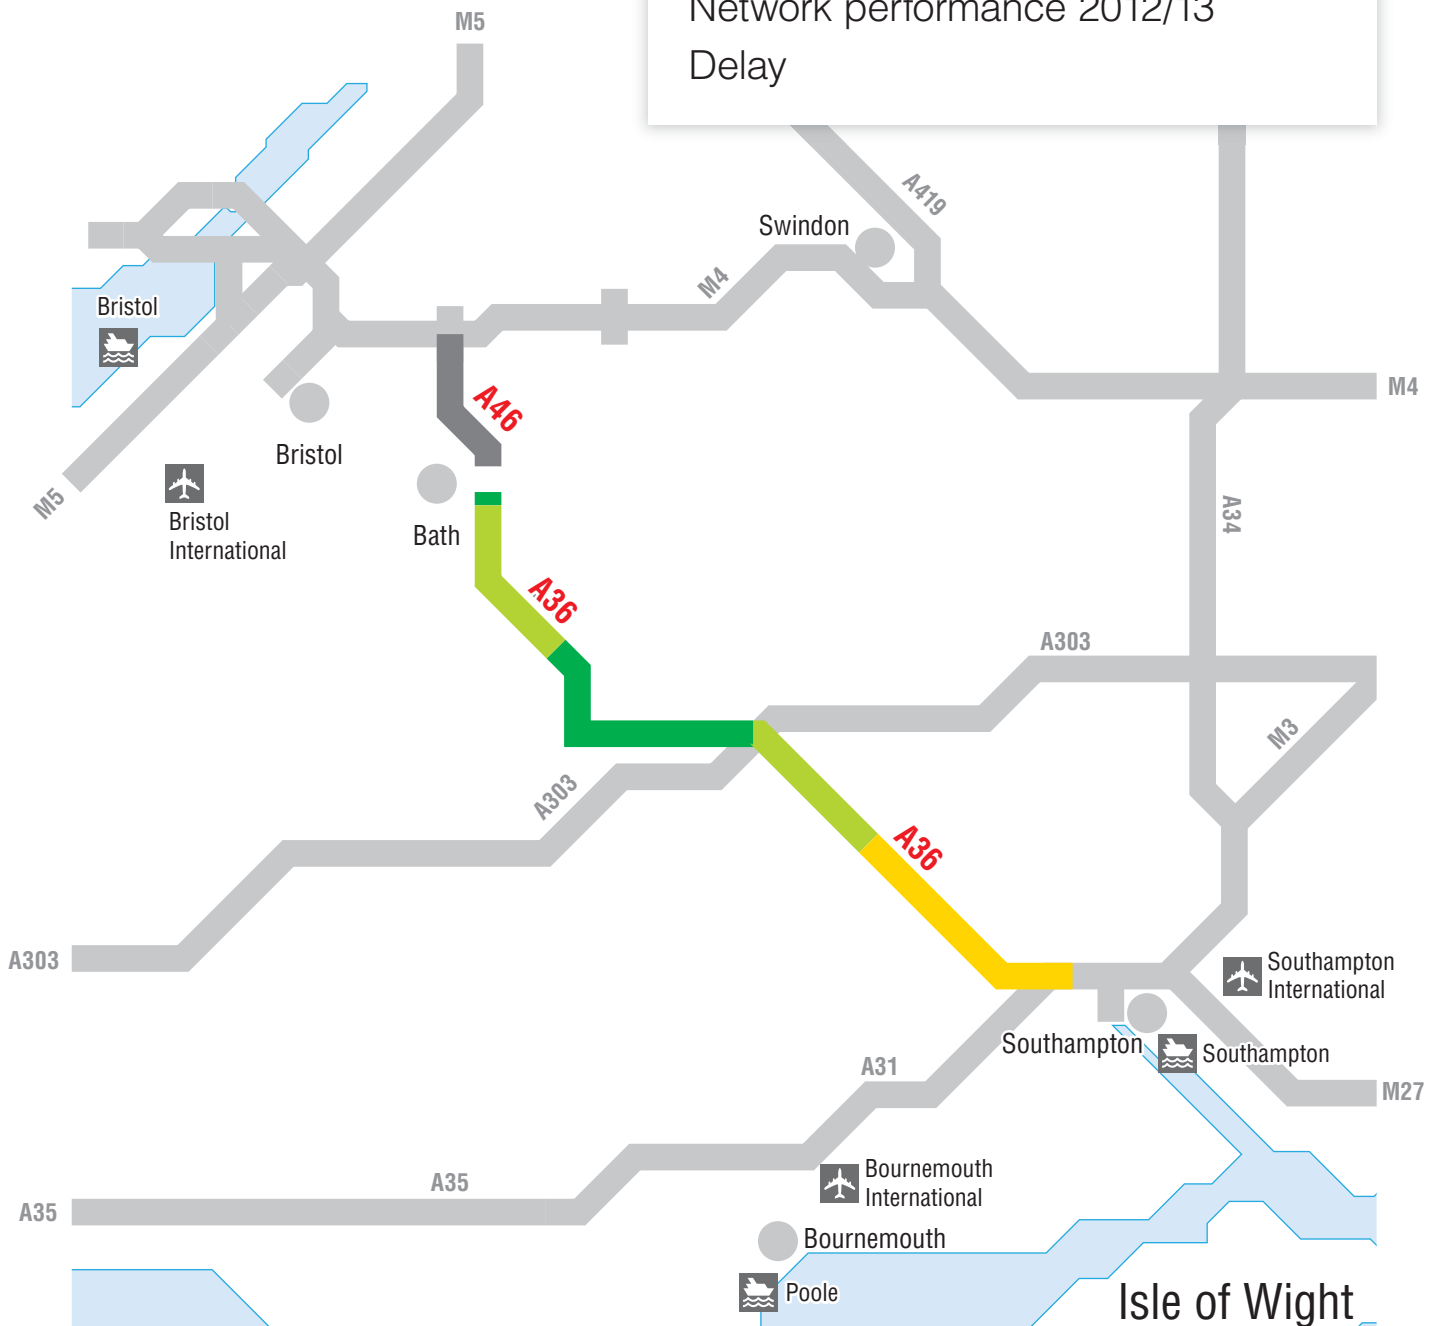 Network performance 2012/13
Delay
M5
A419
Swindon
M4
Bristol
A46
M4
Bristol
M5
Bristol
International
Bath
A34
A36
A303
M3
A303
A36
A303
Southampton
International
Southampton
Southampton
A31
M27
Bournemouth
International
A35
A35
Bournemouth
Poole
Isle of Wight